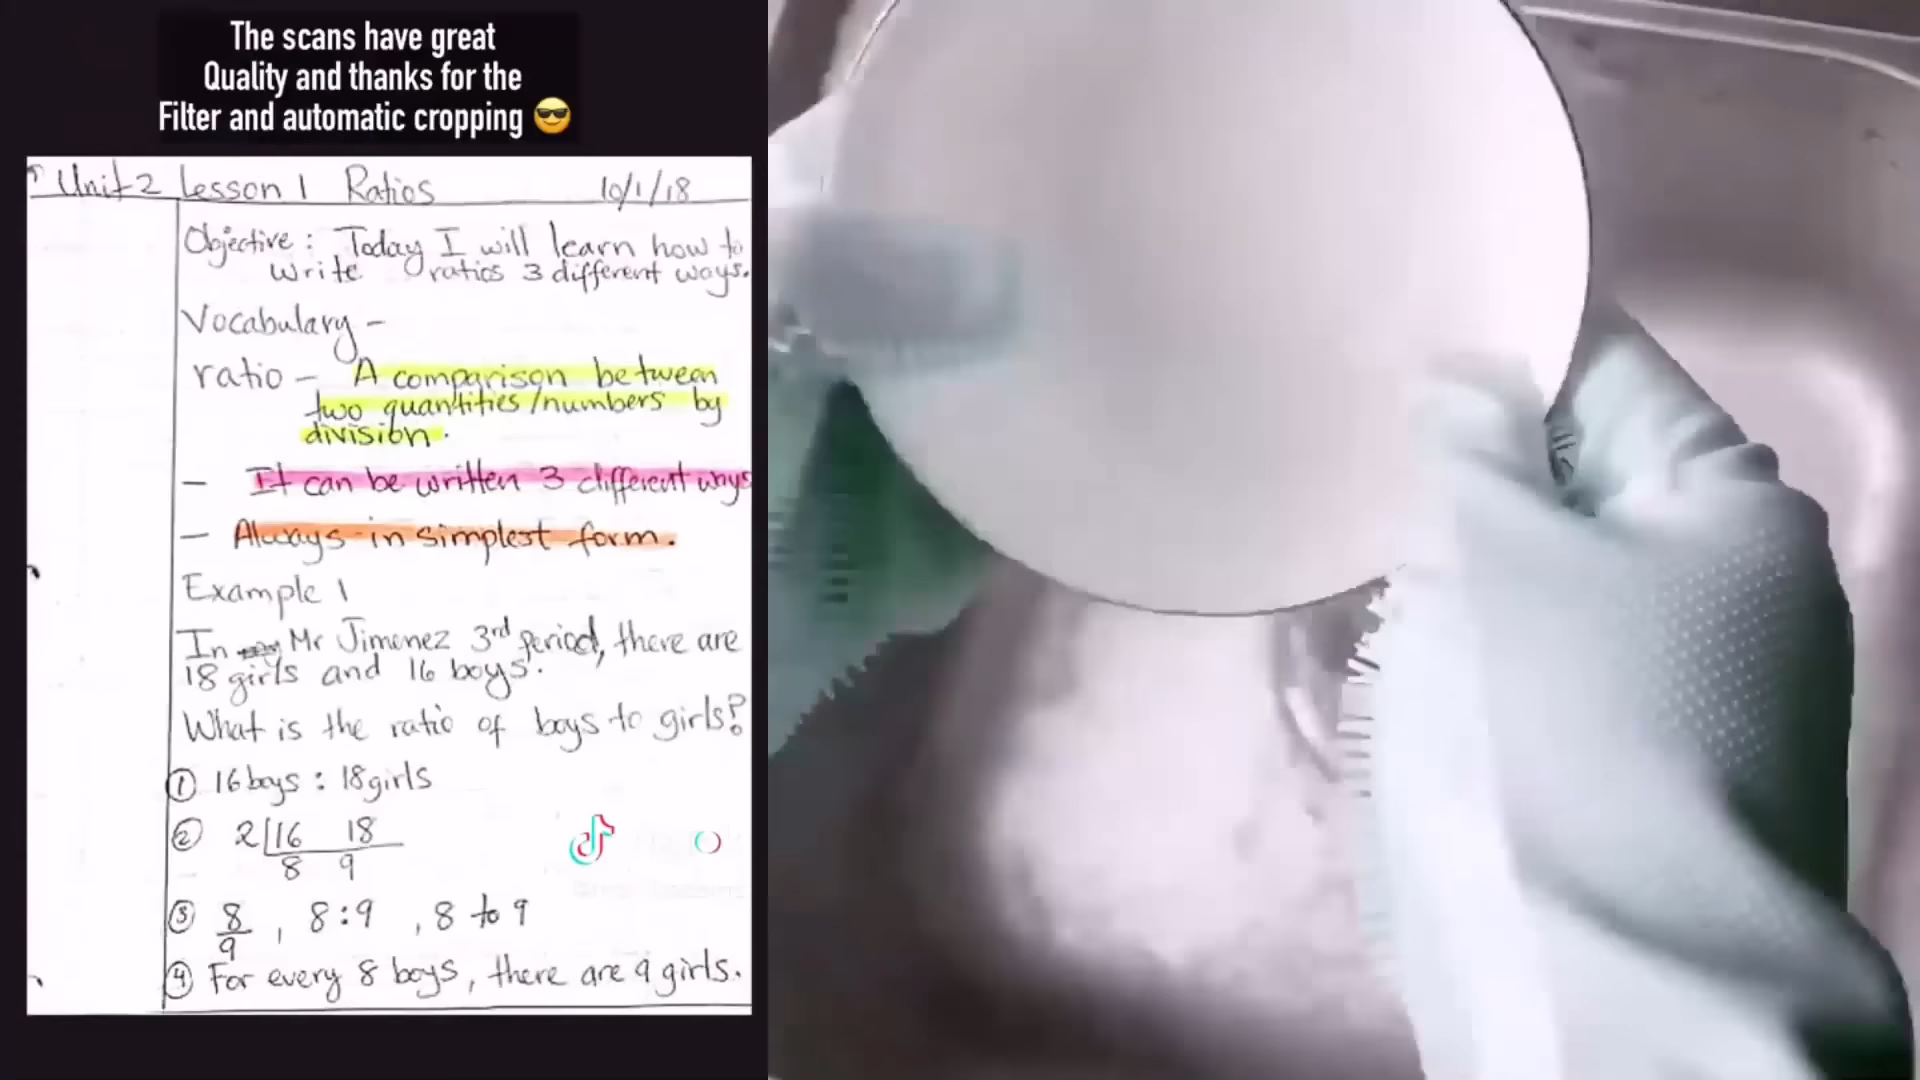 The scans have great
Quality and thanks for the
Filter and automatic cropping 😎
Unit 2 Lesson 1 Ratios 10/1/18
Objective: Today I will learn how to
write ratios 3 different ways.
Vocabulary -
ratio - A comparison between
two quantities/numbers by
division.
- It can be written 3 different ways
- Always in simplest form.
Example 1
In Mr Jimenez 3rd period, there are
18 girls and 16 boys.
What is the ratio of boys to girls?
① 16 boys : 18 girls
② 2 16 18
8 9
③ 8/9 , 8:9 , 8 to 9
④ For every 8 boys, there are 9 girls.